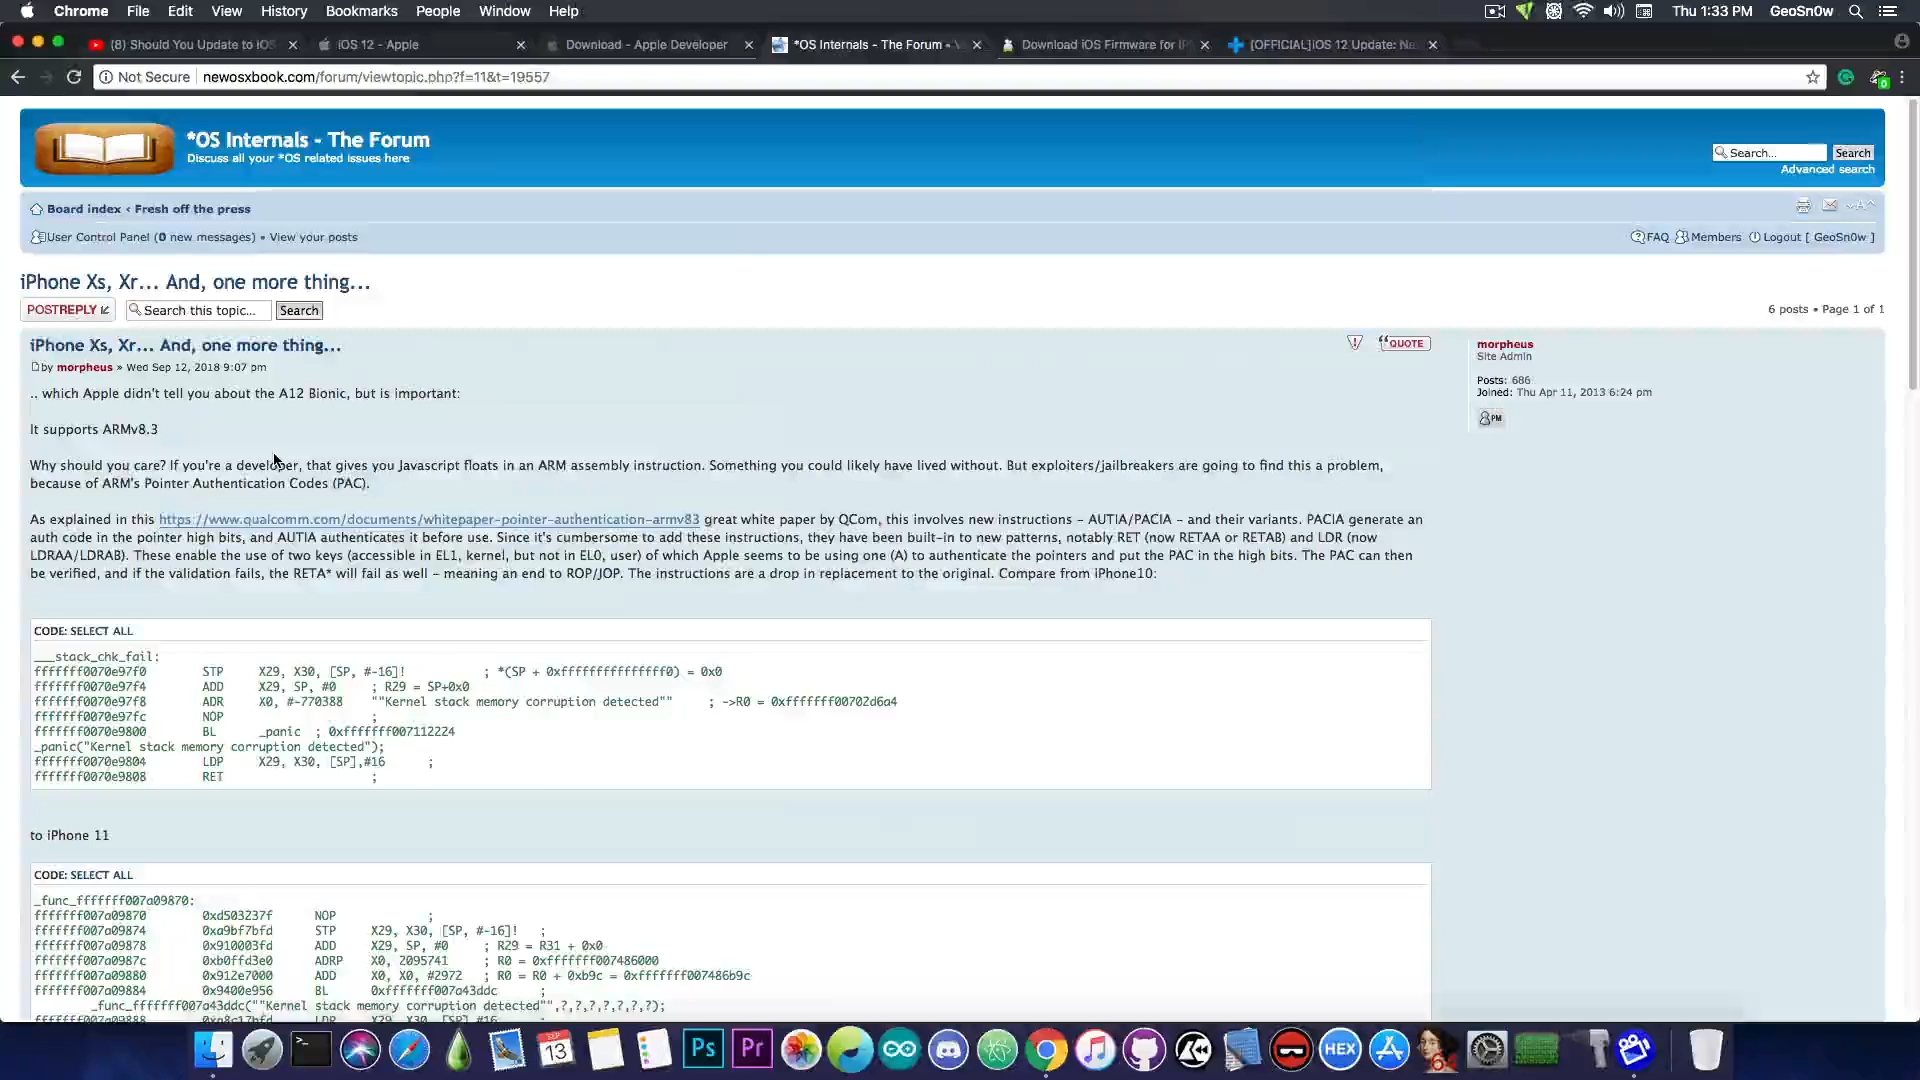 Chrome File Edit View History Bookmarks People Window Help Thu 1:33 PM GeoSn0w
(8) Should You Update to iOS
iOS 12 - Apple
Download - Apple Developer
*OS Internals - The Forum •
Download iOS Firmware for iP
[OFFICIAL]iOS 12 Update: Ne
Not Secure newosxbook.com/forum/viewtopic.php?f=11&t=19557
0
*OS Internals - The Forum
Discuss all your *OS related issues here
Search... Search
Advanced search
Board index ‹ Fresh off the press
User Control Panel (0 new messages) • View your posts
FAQ Members Logout [ GeoSn0w ]
iPhone Xs, Xr... And, one more thing...
POSTREPLY Search this topic... Search
6 posts • Page 1 of 1
iPhone Xs, Xr... And, one more thing...
QUOTE
by morpheus » Wed Sep 12, 2018 9:07 pm
morpheus
Site Admin
Posts: 686
Joined: Thu Apr 11, 2013 6:24 pm
PM
.. which Apple didn't tell you about the A12 Bionic, but is important:
It supports ARMv8.3
Why should you care? If you're a developer, that gives you Javascript floats in an ARM assembly instruction. Something you could likely have lived without. But exploiters/jailbreakers are going to find this a problem,
because of ARM's Pointer Authentication Codes (PAC).
As explained in this https://www.qualcomm.com/documents/whitepaper-pointer-authentication-armv83 great white paper by QCom, this involves new instructions - AUTIA/PACIA - and their variants. PACIA generate an
auth code in the pointer high bits, and AUTIA authenticates it before use. Since it's cumbersome to add these instructions, they have been built-in to new patterns, notably RET (now RETAA or RETAB) and LDR (now
LDRAA/LDRAB). These enable the use of two keys (accessible in EL1, kernel, but not in EL0, user) of which Apple seems to be using one (A) to authenticate the pointers and put the PAC in the high bits. The PAC can then
be verified, and if the validation fails, the RETA* will fail as well - meaning an end to ROP/JOP. The instructions are a drop in replacement to the original. Compare from iPhone10:
CODE: SELECT ALL
___stack_chk_fail:
fffffff0070e97f0 STP X29, X30, [SP, #-16]! ; *(SP + 0xfffffffffffffff0) = 0x0
fffffff0070e97f4 ADD X29, SP, #0 ; R29 = SP+0x0
fffffff0070e97f8 ADR X0, #-770388 ""Kernel stack memory corruption detected"" ; ->R0 = 0xfffffff00702d6a4
fffffff0070e97fc NOP ;
fffffff0070e9800 BL _panic ; 0xfffffff007112224
_panic("Kernel stack memory corruption detected");
fffffff0070e9804 LDP X29, X30, [SP],#16 ;
fffffff0070e9808 RET ;
to iPhone 11
CODE: SELECT ALL
_func_fffffff007a09870:
fffffff007a09870 0xd503237f NOP ;
fffffff007a09874 0xa9bf7bfd STP X29, X30, [SP, #-16]! ;
fffffff007a09878 0x910003fd ADD X29, SP, #0 ; R29 = R31 + 0x0
fffffff007a0987c 0xb0ffd3e0 ADRP X0, 2095741 ; R0 = 0xfffffff007486000
fffffff007a09880 0x912e7000 ADD X0, X0, #2972 ; R0 = R0 + 0xb9c = 0xfffffff007486b9c
fffffff007a09884 0x9400e956 BL 0xfffffff007a43ddc ;
_func_fffffff007a43ddc(""Kernel stack memory corruption detected"",?,?,?,?,?,?,?);
fffffff007a09888 0xa8c17bfd LDP X29, X30, [SP],#16 ;
SEP
13
Ps
Pr
HEX